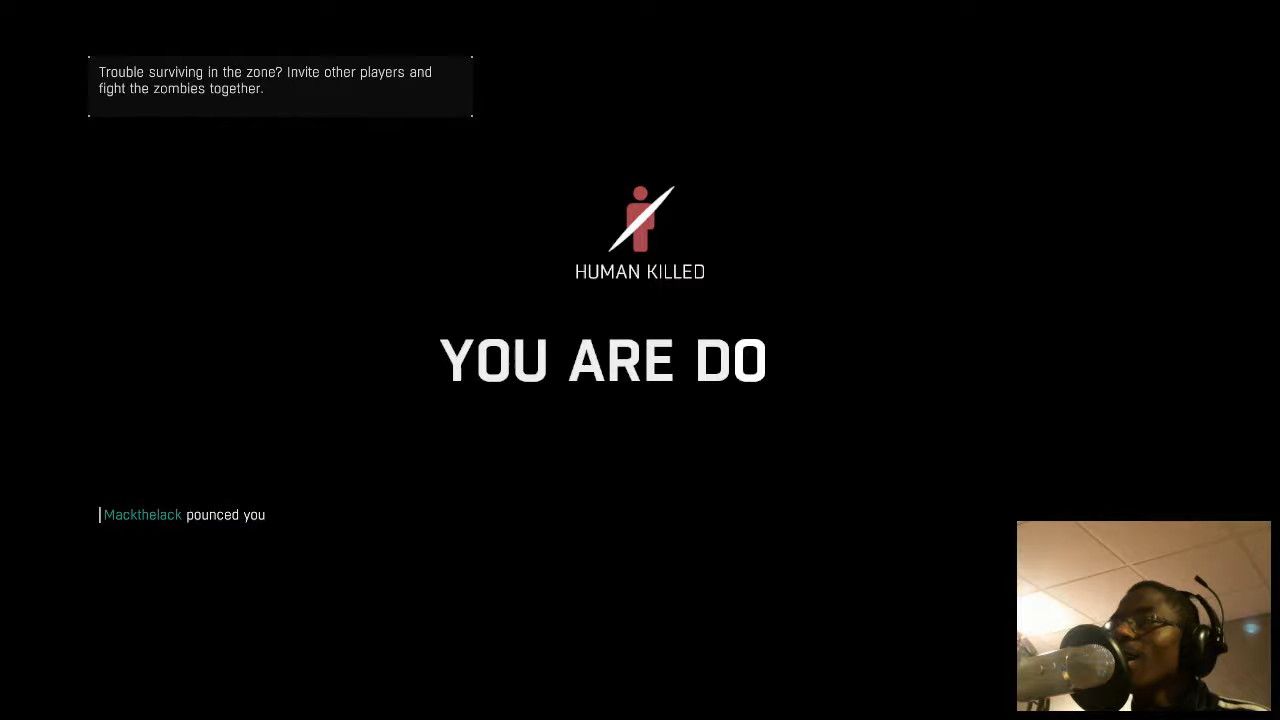 Trouble surviving in the zone? Invite other players and
fight the zombies together.
HUMAN KILLED
YOU ARE DO
Mackthelack pounced you